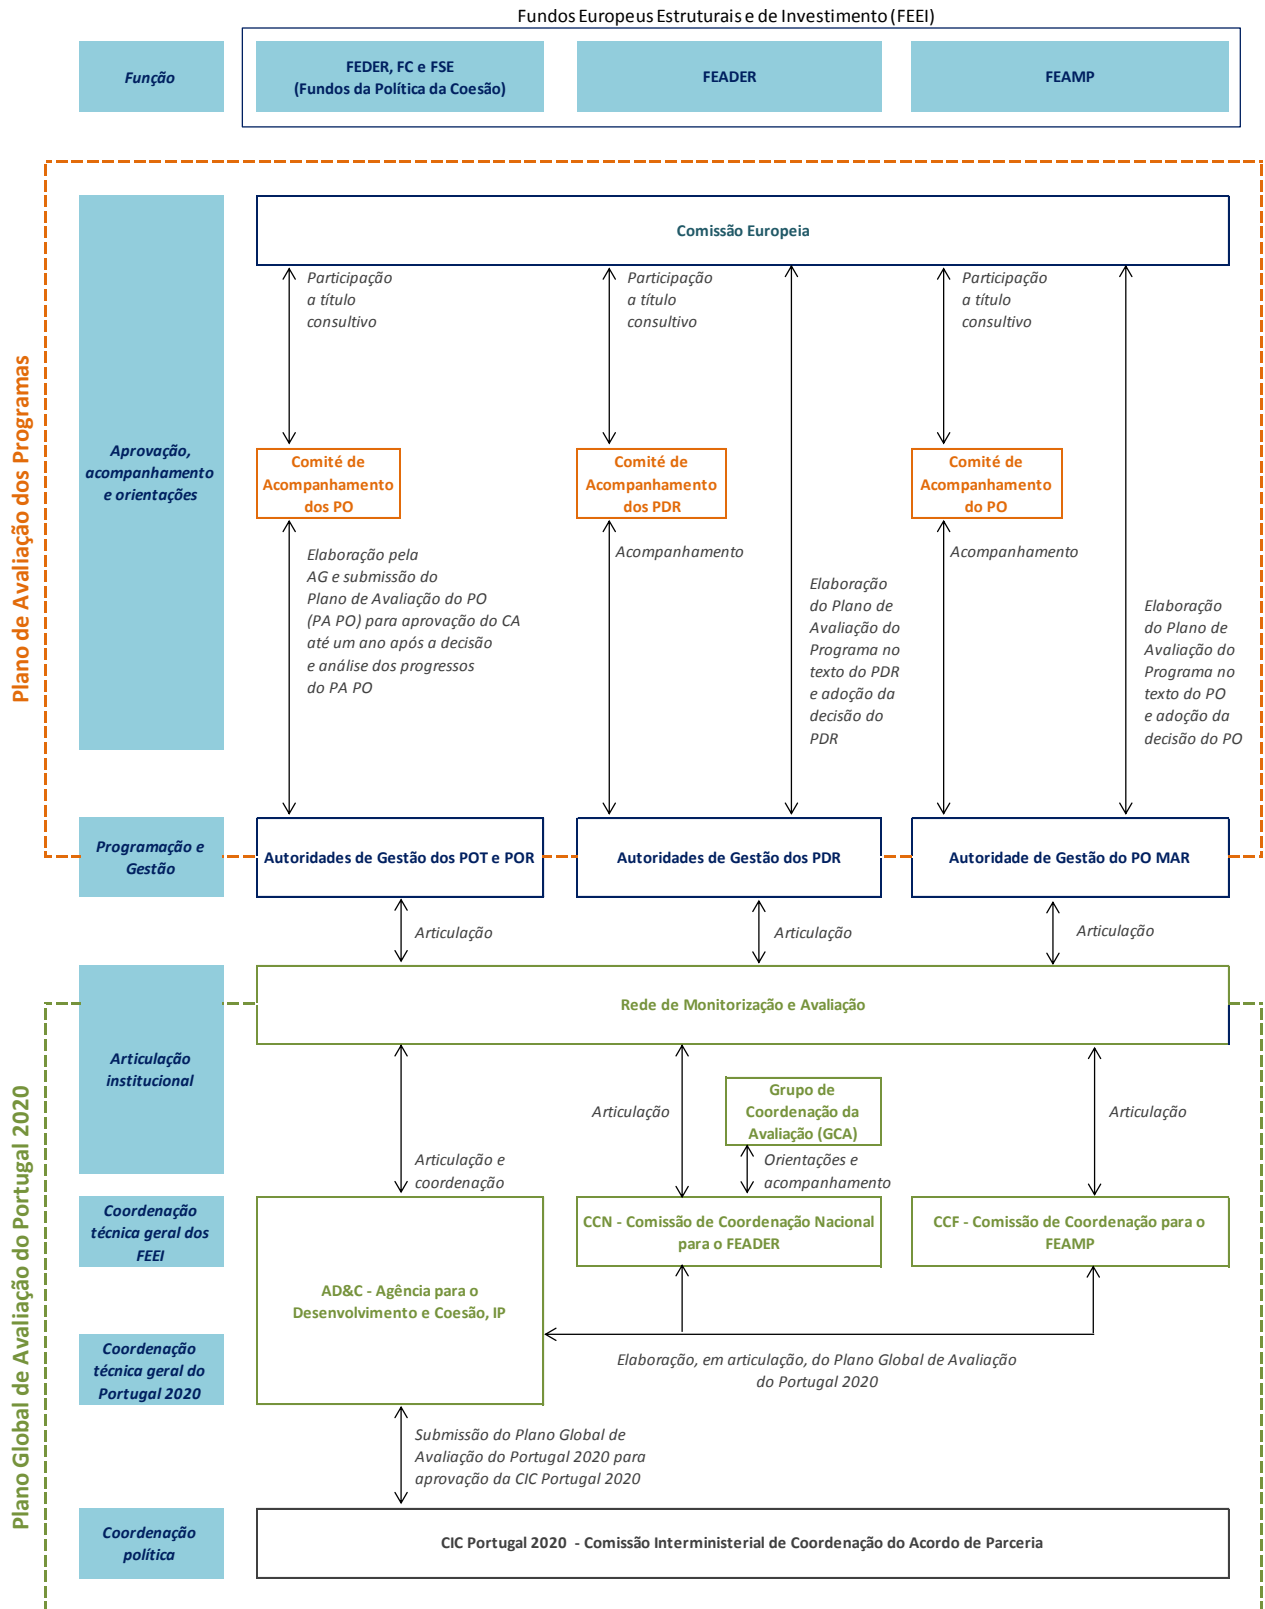 Fundos Europeus Estruturais e de Investimento (FEEI)
Função
FEDER, FC e FSE
(Fundos da Política da Coesão)
FEADER
FEAMP
Plano de Avaliação dos Programas
Aprovação,
acompanhamento
e orientações
Comissão Europeia
Participação
a título
consultivo
Participação
a título
consultivo
Participação
a título
consultivo
Comité de
Acompanhamento
dos PO
Comité de
Acompanhamento
dos PDR
Comité de
Acompanhamento
do PO
Elaboração pela
AG e submissão do
Plano de Avaliação do PO
(PA PO) para aprovação do CA
até um ano após a decisão
e análise dos progressos
do PA PO
Acompanhamento
Elaboração
do Plano de
Avaliação do
Programa no
texto do PDR
e adoção da
decisão do
PDR
Acompanhamento
Elaboração
do Plano de
Avaliação do
Programa no
texto do PO
e adoção da
decisão do PO
Programação e
Gestão
Autoridades de Gestão dos POT e POR
Autoridades de Gestão dos PDR
Autoridade de Gestão do PO MAR
Articulação
Articulação
Articulação
Plano Global de Avaliação do Portugal 2020
Articulação
institucional
Rede de Monitorização e Avaliação
Articulação e
coordenação
Articulação
Grupo de
Coordenação da
Avaliação (GCA)
Orientações e
acompanhamento
Articulação
Coordenação
técnica geral dos
FEEI
AD&C - Agência para o
Desenvolvimento e Coesão, IP
CCN - Comissão de Coordenação Nacional
para o FEADER
CCF - Comissão de Coordenação para o
FEAMP
Coordenação
técnica geral do
Portugal 2020
Elaboração, em articulação, do Plano Global de Avaliação
do Portugal 2020
Submissão do Plano Global de
Avaliação do Portugal 2020 para
aprovação da CIC Portugal 2020
Coordenação
política
CIC Portugal 2020 - Comissão Interministerial de Coordenação do Acordo de Parceria